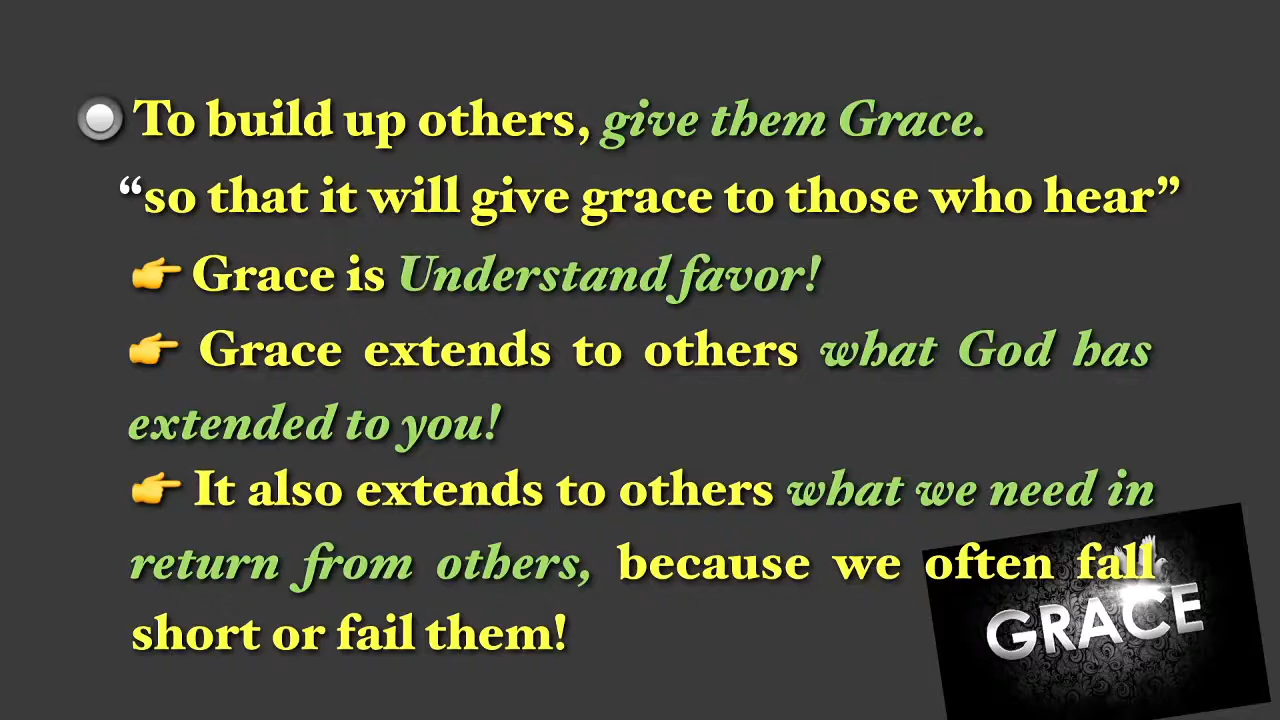 To build up others, give them Grace.
“so that it will give grace to those who hear”
👉 Grace is Understand favor!
👉 Grace extends to others what God has
extended to you!
👉 It also extends to others what we need in
return from others, because we often fall
short or fail them!
GRACE